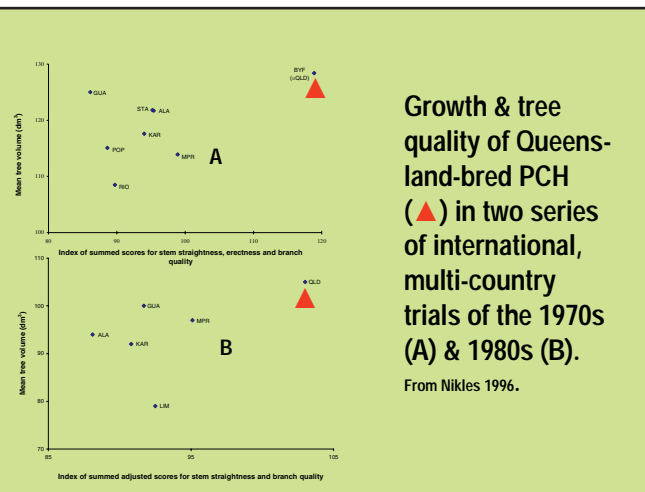 130
BYF
(=QLD)
GUA
120
STA ALA
KAR
A
POP
MPR
110
RIO
100
80 90 100 110 120
Mean tree volume (dm³)
Index of summed scores for stem straightness, erectness and branch
quality
110
QLD
100
GUA
MPR
ALA
KAR
B
90
80
LIM
70
85 95 105
Mean tree volume (dm³)
Index of summed adjusted scores for stem straightness and branch quality
Growth & tree
quality of Queens-
land-bred PCH
(▲) in two series
of international,
multi-country
trials of the 1970s
(A) & 1980s (B).
From Nikles 1996.